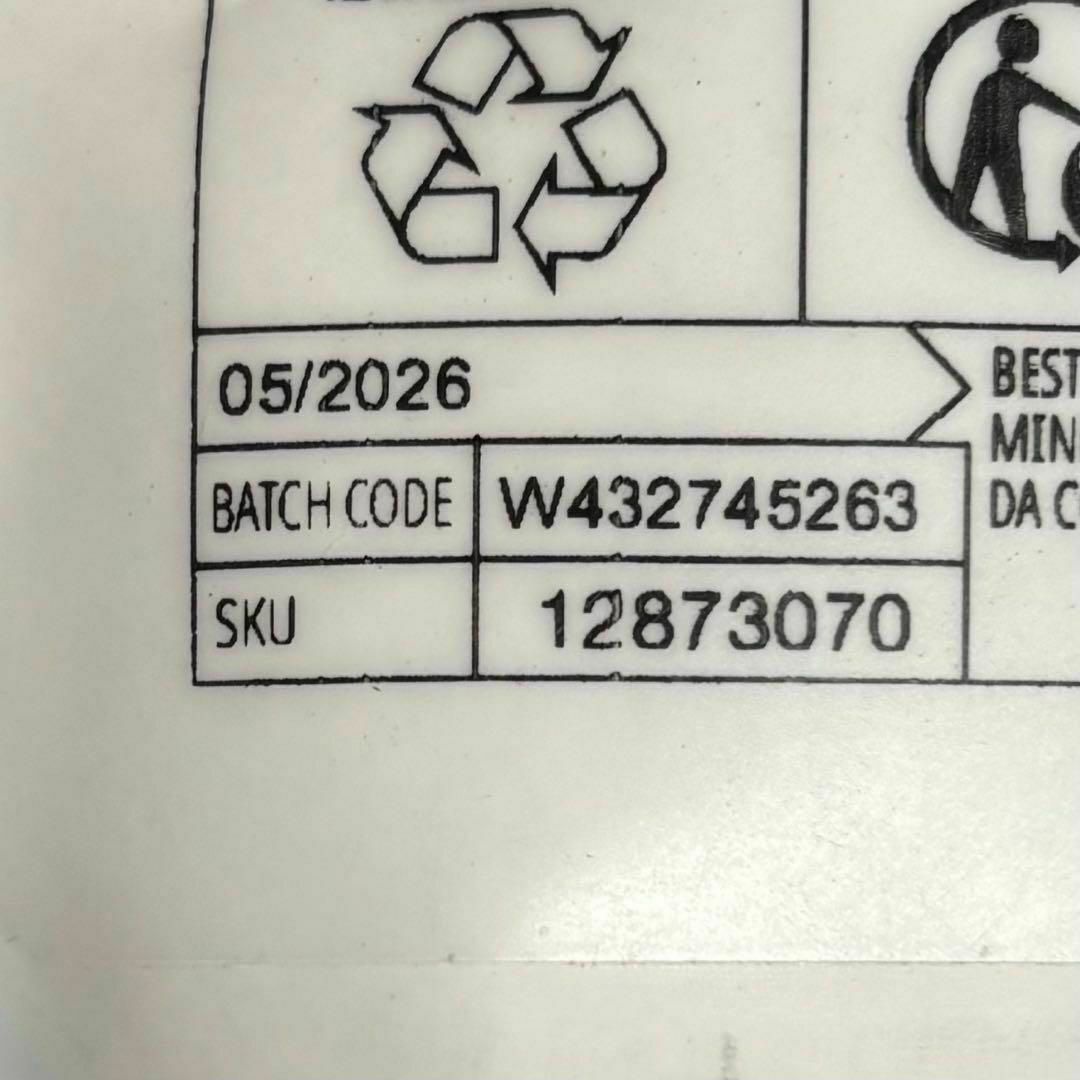 05/2026
BEST
MIN
DA C
BATCH CODE W432745263
SKU 12873070